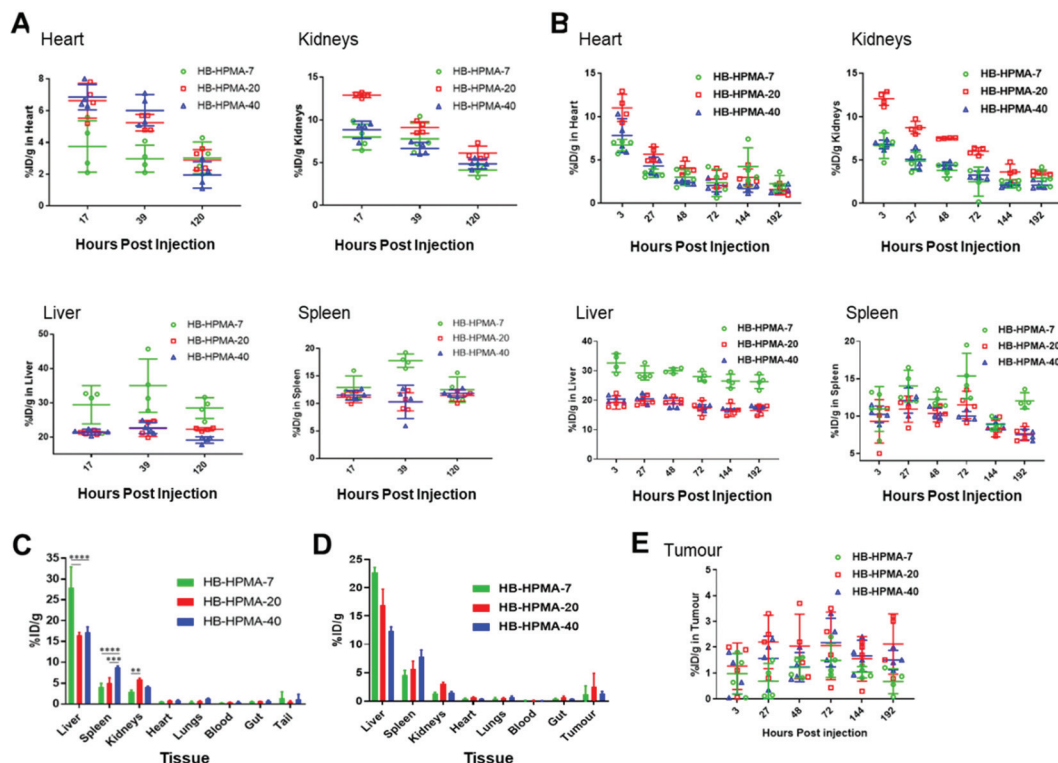 A
Heart
%ID/g in Heart
8
6
4
2
0
17
39
120
Hours Post Injection
HB-HPMA-7
HB-HPMA-20
HB-HPMA-40
Kidneys
%ID/g Kidneys
15
10
5
0
17
39
120
Hours Post Injection
HB-HPMA-7
HB-HPMA-20
HB-HPMA-40
Liver
%ID/g in Liver
50
40
30
20
17
39
120
Hours Post Injection
HB-HPMA-7
HB-HPMA-20
HB-HPMA-40
Spleen
%ID/g in Spleen
20
15
10
5
0
17
39
120
Hours Post Injection
HB-HPMA-7
HB-HPMA-20
HB-HPMA-40
B
Heart
%ID/g in Heart
15
10
5
0
3
27
48
72
144
192
Hours Post Injection
HB-HPMA-7
HB-HPMA-20
HB-HPMA-40
Kidneys
%ID/g in Kidneys
15
10
5
0
3
27
48
72
144
192
Hours Post Injection
HB-HPMA-7
HB-HPMA-20
HB-HPMA-40
Liver
%ID/g in Liver
40
30
20
10
0
3
27
48
72
144
192
Hours Post Injection
HB-HPMA-7
HB-HPMA-20
HB-HPMA-40
Spleen
%ID/g in Spleen
20
15
10
5
3
27
48
72
144
192
Hours Post Injection
HB-HPMA-7
HB-HPMA-20
HB-HPMA-40
C
%ID/g
35
30
25
20
15
10
5
0
****
****
***
**
Liver
Spleen
Kidneys
Heart
Lungs
Blood
Gut
Tail
Tissue
HB-HPMA-7
HB-HPMA-20
HB-HPMA-40
D
%ID/g
25
20
15
10
5
0
Liver
Spleen
Kidneys
Heart
Lungs
Blood
Gut
Tumour
Tissue
HB-HPMA-7
HB-HPMA-20
HB-HPMA-40
E
Tumour
%ID/g in Tumour
5
4
3
2
1
0
3
27
48
72
144
192
Hours Post injection
HB-HPMA-7
HB-HPMA-20
HB-HPMA-40